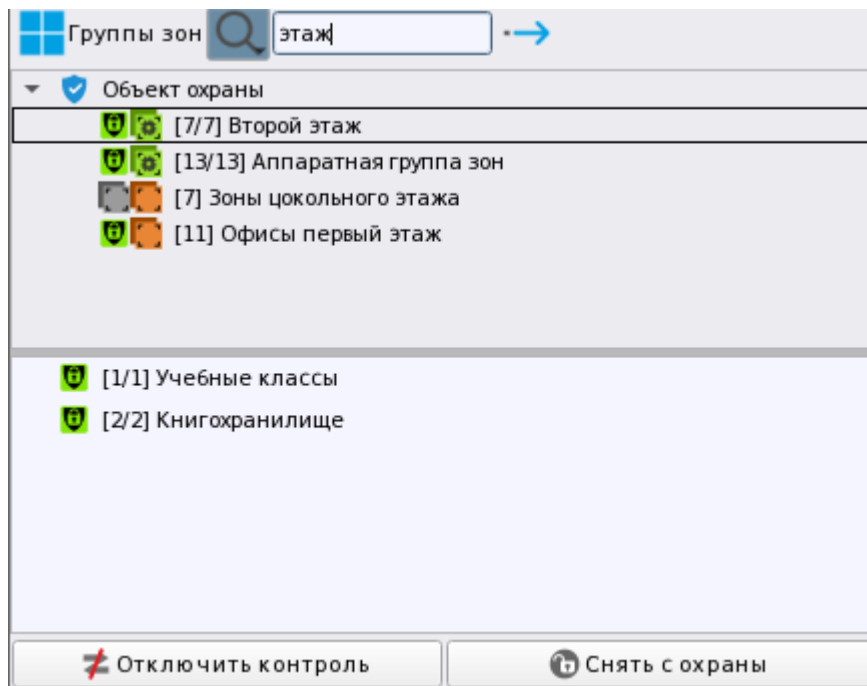 Группы зон этаж
Объект охраны
[7/7] Второй этаж
[13/13] Аппаратная группа зон
[7] Зоны цокольного этажа
[11] Офисы первый этаж
[1/1] Учебные классы
[2/2] Книгохранилище
Отключить контроль Снять с охраны